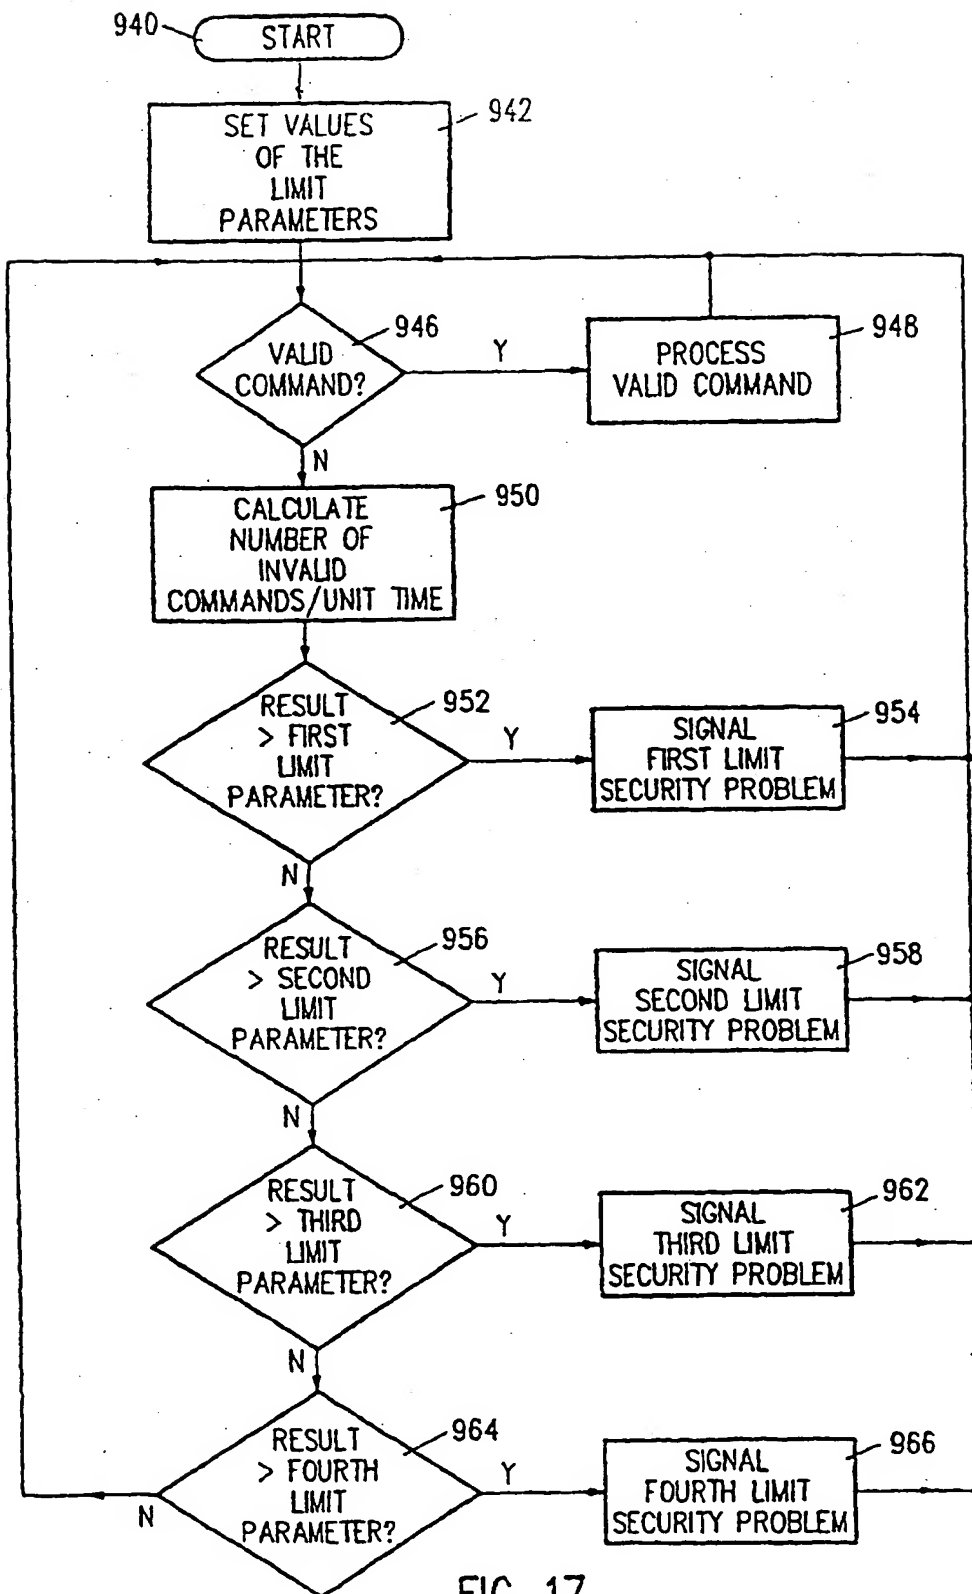 940
START
942
SET VALUES
OF THE
LIMIT
PARAMETERS
946
VALID
COMMAND?
Y
948
PROCESS
VALID COMMAND
N
950
CALCULATE
NUMBER OF
INVALID
COMMANDS/UNIT TIME
952
RESULT
> FIRST
LIMIT
PARAMETER?
Y
954
SIGNAL
FIRST LIMIT
SECURITY PROBLEM
N
956
RESULT
> SECOND
LIMIT
PARAMETER?
Y
958
SIGNAL
SECOND LIMIT
SECURITY PROBLEM
N
960
RESULT
> THIRD
LIMIT
PARAMETER?
Y
962
SIGNAL
THIRD LIMIT
SECURITY PROBLEM
N
964
RESULT
> FOURTH
LIMIT
PARAMETER?
Y
966
SIGNAL
FOURTH LIMIT
SECURITY PROBLEM
N
FIG. 17